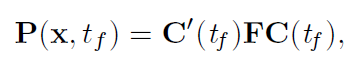 P(x, t_f) = C′(t_f)FC(t_f),